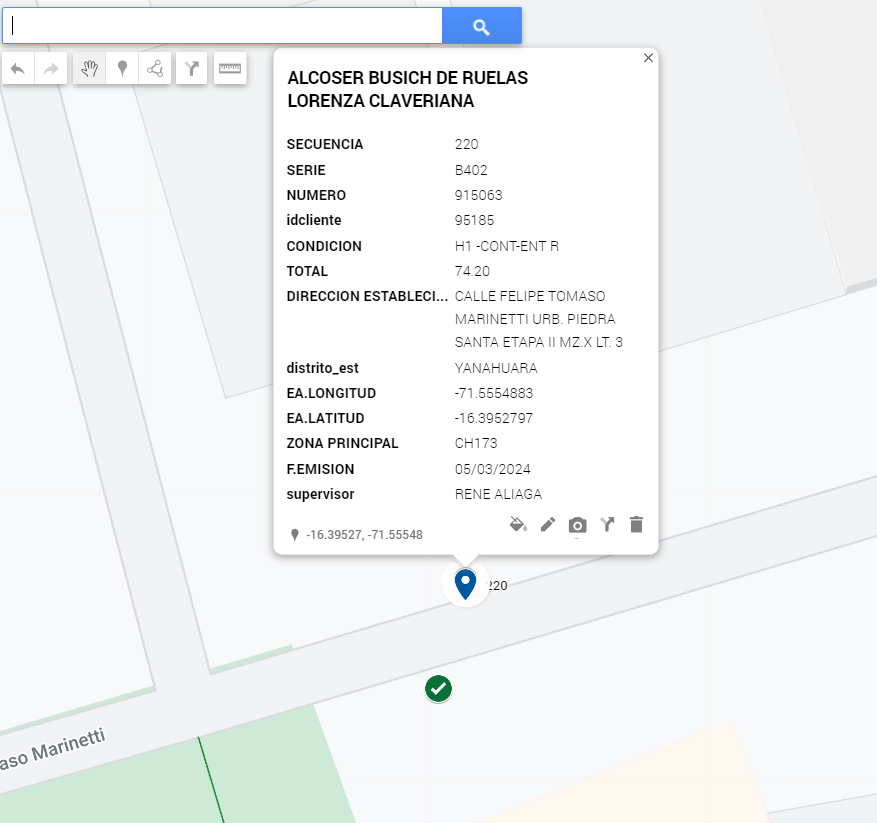 ALCOSER BUSICH DE RUELAS
LORENZA CLAVERIANA
SECUENCIA 220
SERIE B402
NUMERO 915063
idcliente 95185
CONDICION H1 -CONT-ENT R
TOTAL 74.20
DIRECCION ESTABLECI... CALLE FELIPE TOMASO
MARINETTI URB. PIEDRA
SANTA ETAPA II MZ.X LT. 3
distrito_est YANAHUARA
EA.LONGITUD -71.5554883
EA.LATITUD -16.3952797
ZONA PRINCIPAL CH173
F.EMISION 05/03/2024
supervisor RENE ALIAGA
-16.39527, -71.55548
220
aso Marinetti